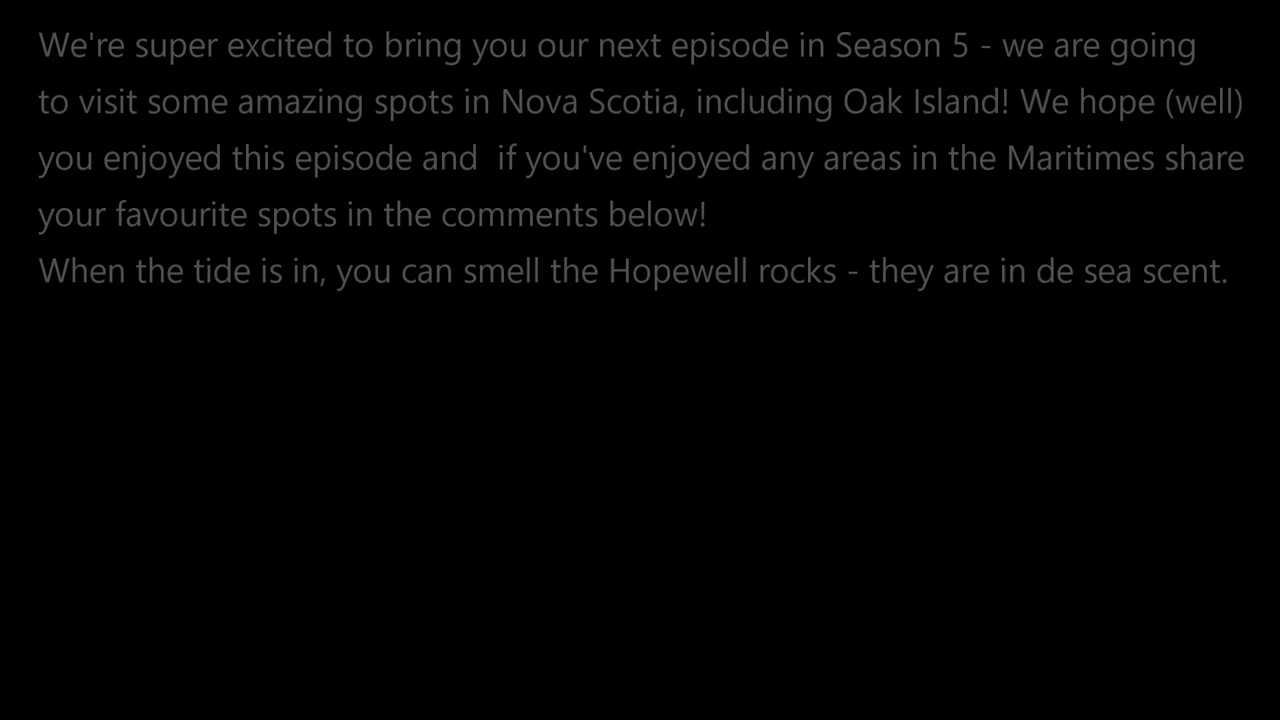 We're super excited to bring you our next episode in Season 5 - we are going
to visit some amazing spots in Nova Scotia, including Oak Island! We hope (well)
you enjoyed this episode and  if you've enjoyed any areas in the Maritimes share
your favourite spots in the comments below!
When the tide is in, you can smell the Hopewell rocks - they are in de sea scent.